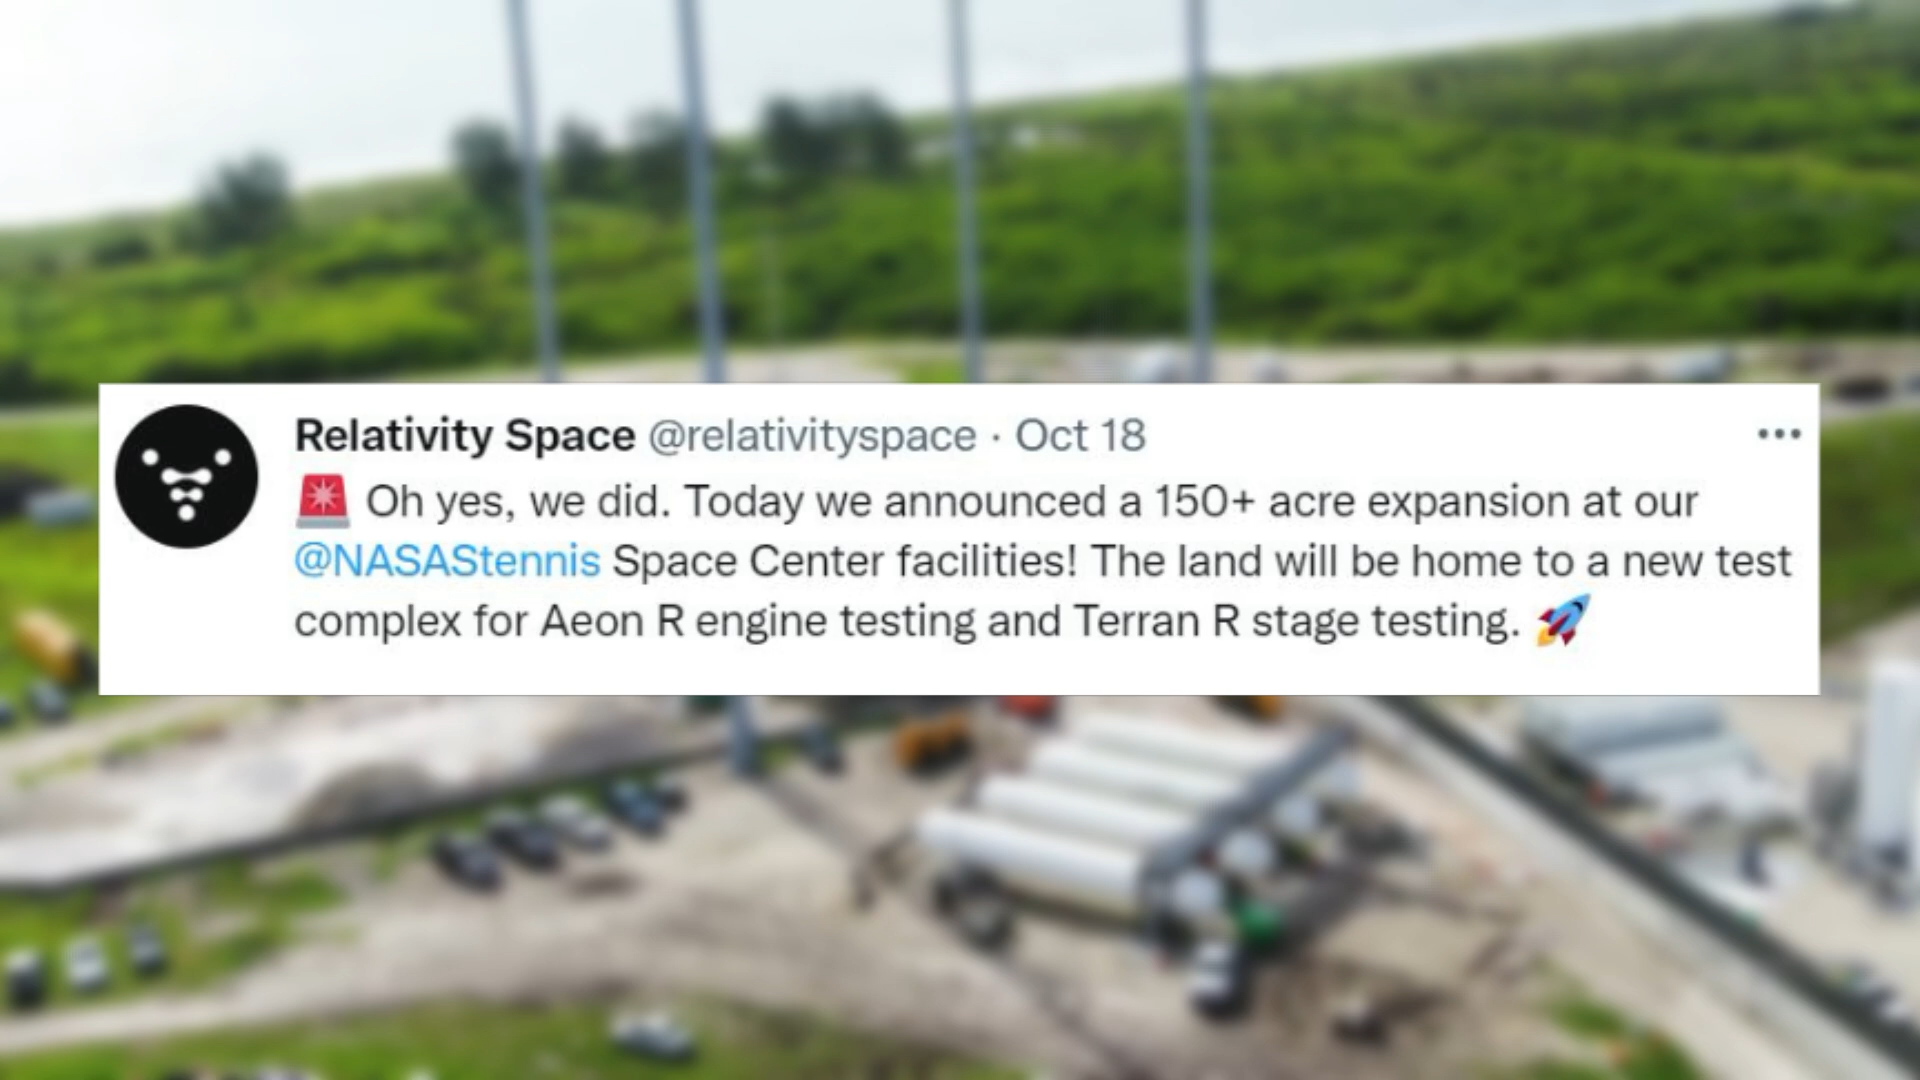 Relativity Space @relativityspace · Oct 18
🚨 Oh yes, we did. Today we announced a 150+ acre expansion at our
@NASAStennis Space Center facilities! The land will be home to a new test
complex for Aeon R engine testing and Terran R stage testing. 🚀